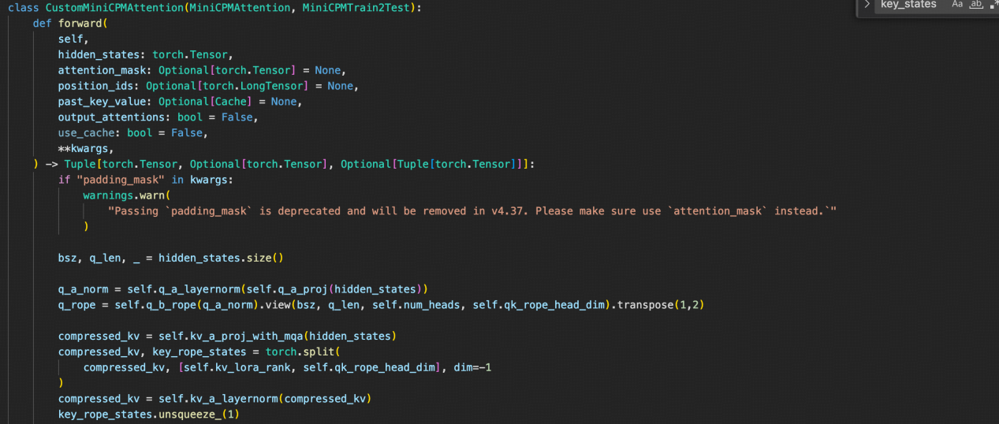 key_states Aa ab
class CustomMiniCPMAttention(MiniCPMAttention, MiniCPMTrain2Test):
    def forward(
        self,
        hidden_states: torch.Tensor,
        attention_mask: Optional[torch.Tensor] = None,
        position_ids: Optional[torch.LongTensor] = None,
        past_key_value: Optional[Cache] = None,
        output_attentions: bool = False,
        use_cache: bool = False,
        **kwargs,
    ) -> Tuple[torch.Tensor, Optional[torch.Tensor], Optional[Tuple[torch.Tensor]]]:
        if "padding_mask" in kwargs:
            warnings.warn(
                "Passing `padding_mask` is deprecated and will be removed in v4.37. Please make sure use `attention_mask` instead.`"
            )
        bsz, q_len, _ = hidden_states.size()
        q_a_norm = self.q_a_layernorm(self.q_a_proj(hidden_states))
        q_rope = self.q_b_rope(q_a_norm).view(bsz, q_len, self.num_heads, self.qk_rope_head_dim).transpose(1,2)
        compressed_kv = self.kv_a_proj_with_mqa(hidden_states)
        compressed_kv, key_rope_states = torch.split(
            compressed_kv, [self.kv_lora_rank, self.qk_rope_head_dim], dim=-1
        )
        compressed_kv = self.kv_a_layernorm(compressed_kv)
        key_rope_states.unsqueeze_(1)